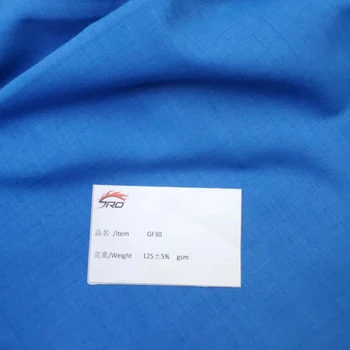 JRO
品名 /Item GF30
克重/Weight 125±5% gsm